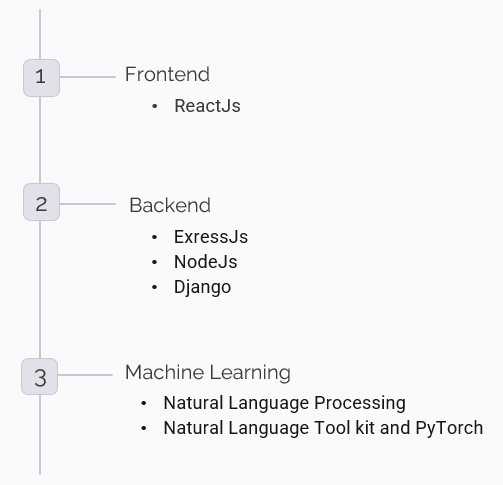 1
Frontend
• ReactJs
2
Backend
• ExressJs
• NodeJs
• Django
3
Machine Learning
• Natural Language Processing
• Natural Language Tool kit and PyTorch